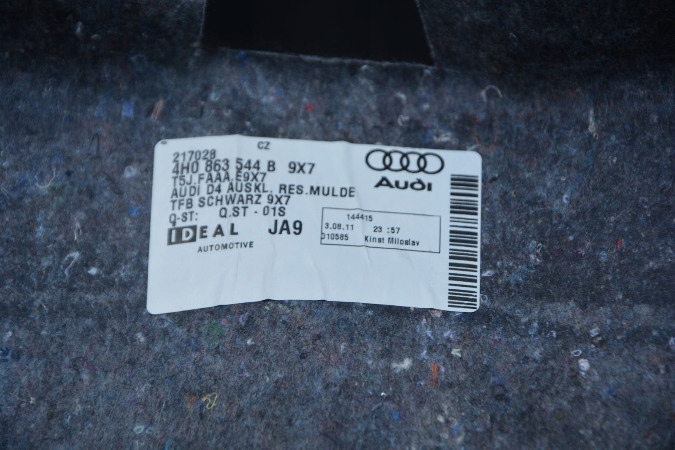 CZ
217028
4H0 863 544 B 9X7
T5J.FAAA.E9X7
AUDI D4 AUSKL. RES.MULDE
TFB SCHWARZ 9X7
Q-ST: Q.ST - 01S
IDEAL
AUTOMOTIVE
JA9
Audi
144415
3.08.11 23:57
010585 Kinst Miloslav